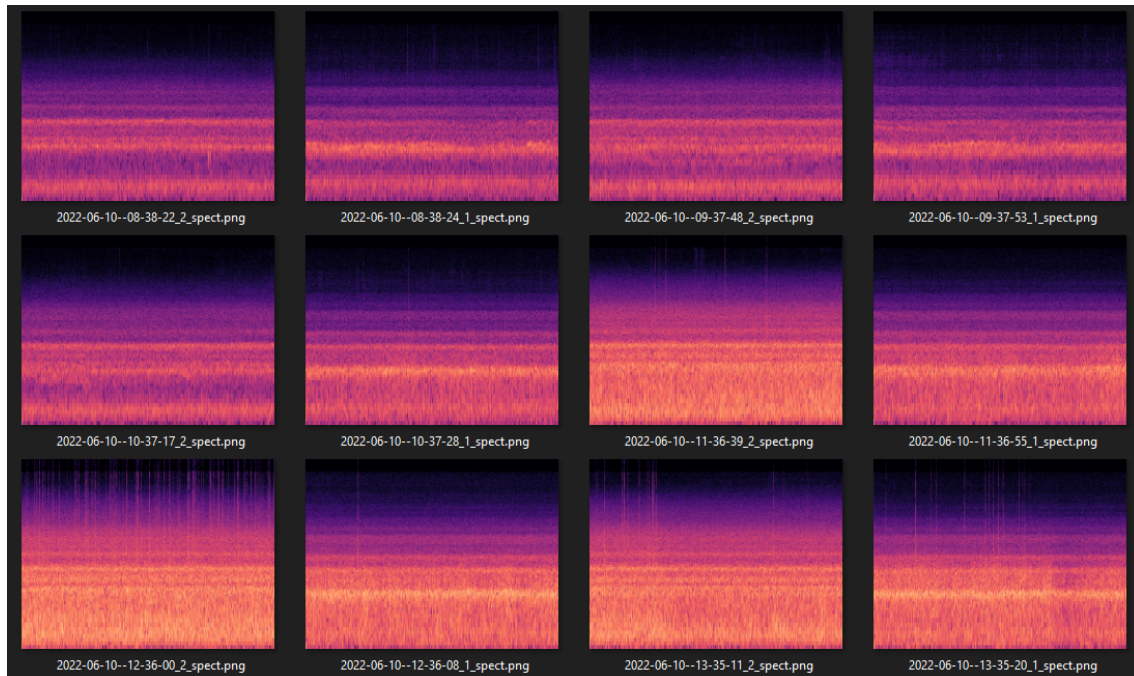 2022-06-10--08-38-22_2_spect.png
2022-06-10--08-38-24_1_spect.png
2022-06-10--09-37-48_2_spect.png
2022-06-10--09-37-53_1_spect.png
2022-06-10--10-37-17_2_spect.png
2022-06-10--10-37-28_1_spect.png
2022-06-10--11-36-39_2_spect.png
2022-06-10--11-36-55_1_spect.png
2022-06-10--12-36-00_2_spect.png
2022-06-10--12-36-08_1_spect.png
2022-06-10--13-35-11_2_spect.png
2022-06-10--13-35-20_1_spect.png